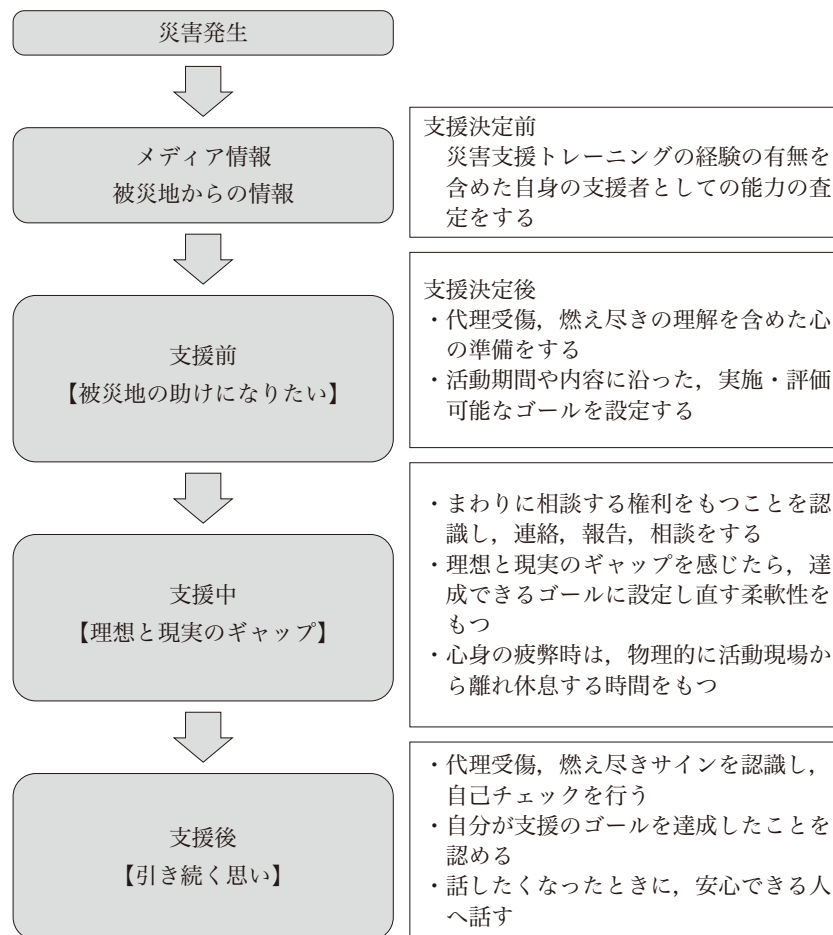 災害発生
メディア情報
被災地からの情報
支援決定前
災害支援トレーニングの経験の有無を
含めた自身の支援者としての能力の査
定をする
支援前
【被災地の助けになりたい】
支援決定後
・代理受傷，燃え尽きの理解を含めた心
の準備をする
・活動期間や内容に沿った，実施・評価
可能なゴールを設定する
支援中
【理想と現実のギャップ】
・まわりに相談する権利をもつことを認
識し，連絡，報告，相談をする
・理想と現実のギャップを感じたら，達
成できるゴールに設定し直す柔軟性を
もつ
・心身の疲弊時は，物理的に活動現場か
ら離れ休息する時間をもつ
支援後
【引き続く思い】
・代理受傷，燃え尽きサインを認識し，
自己チェックを行う
・自分が支援のゴールを達成したことを
認める
・話したくなったときに，安心できる人
へ話す